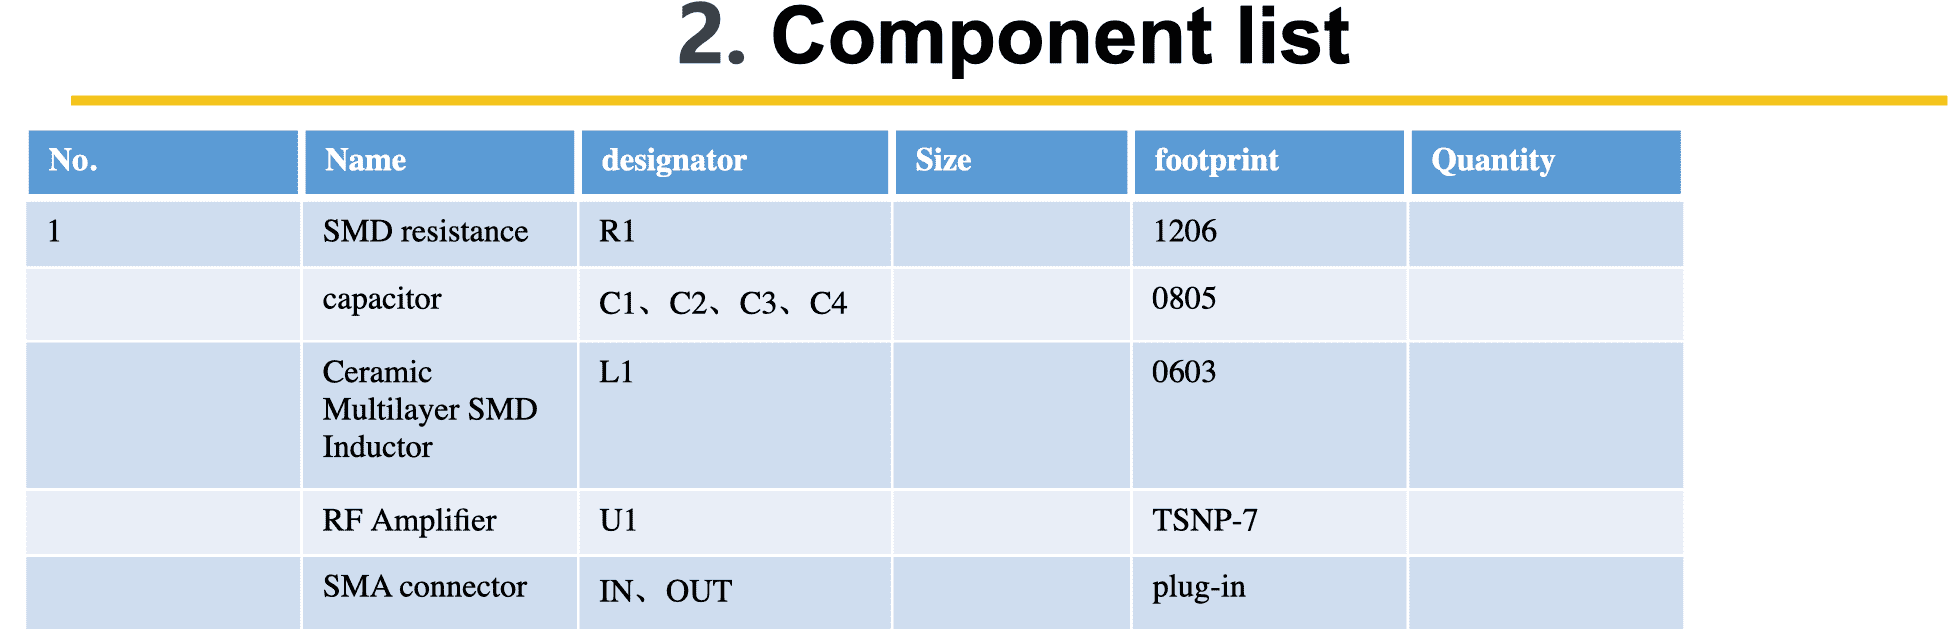 2. Component list
No. Name designator Size footprint Quantity
1 SMD resistance R1 1206
capacitor C1、C2、C3、C4 0805
Ceramic L1 0603
Multilayer SMD
Inductor
RF Amplifier U1 TSNP-7
SMA connector IN、OUT plug-in